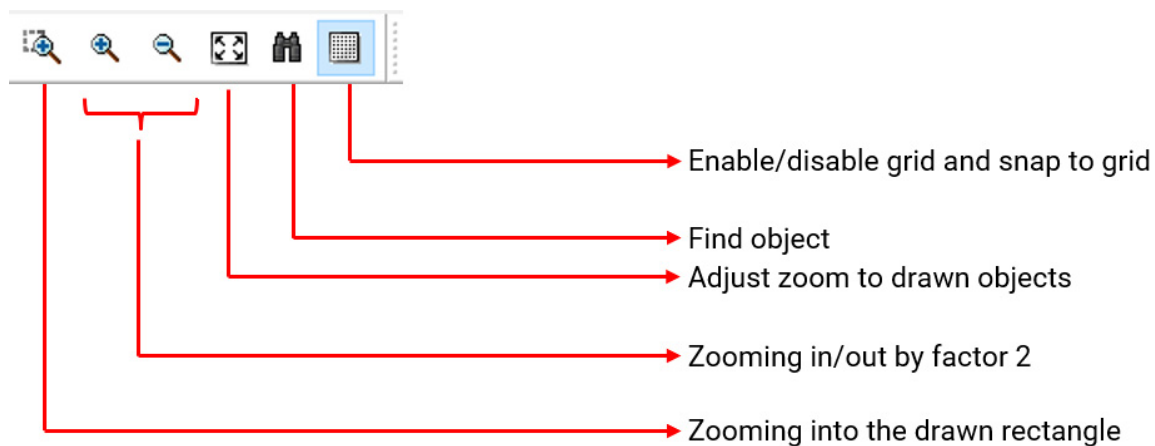 Enable/disable grid and snap to grid
Find object
Adjust zoom to drawn objects
Zooming in/out by factor 2
Zooming into the drawn rectangle